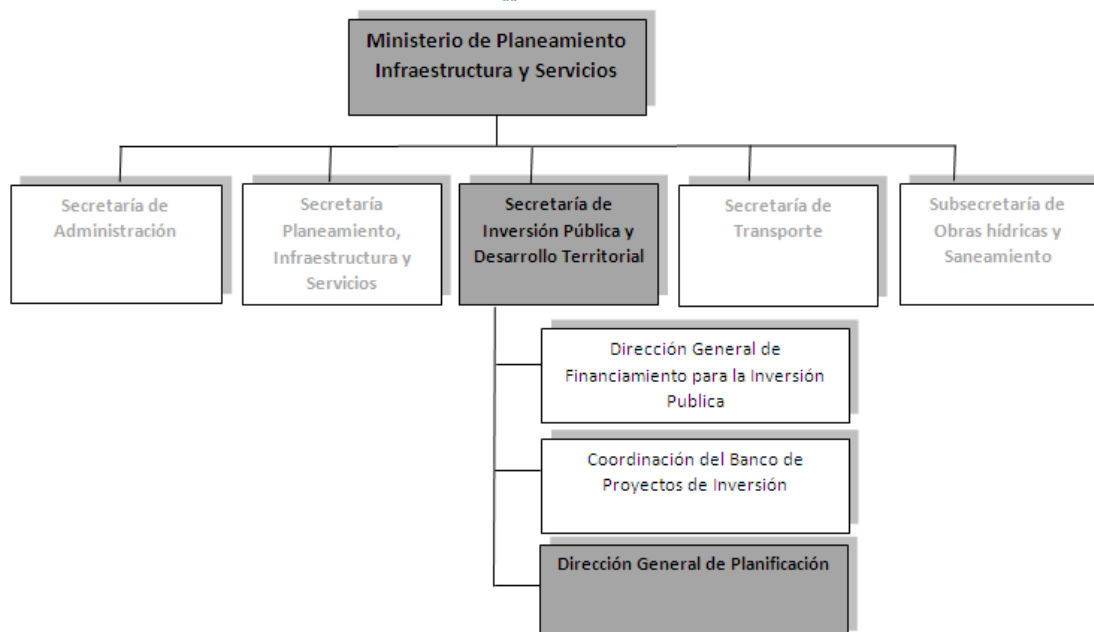 Ministerio de Planeamiento
Infraestructura y Servicios
Secretaría de
Administración
Secretaría
Planeamiento,
Infraestructura y
Servicios
Secretaría de
Inversión Pública y
Desarrollo Territorial
Secretaría de
Transporte
Subsecretaría de
Obras hídricas y
Saneamiento
Dirección General de
Financiamiento para la Inversión
Publica
Coordinación del Banco de
Proyectos de Inversión
Dirección General de Planificación